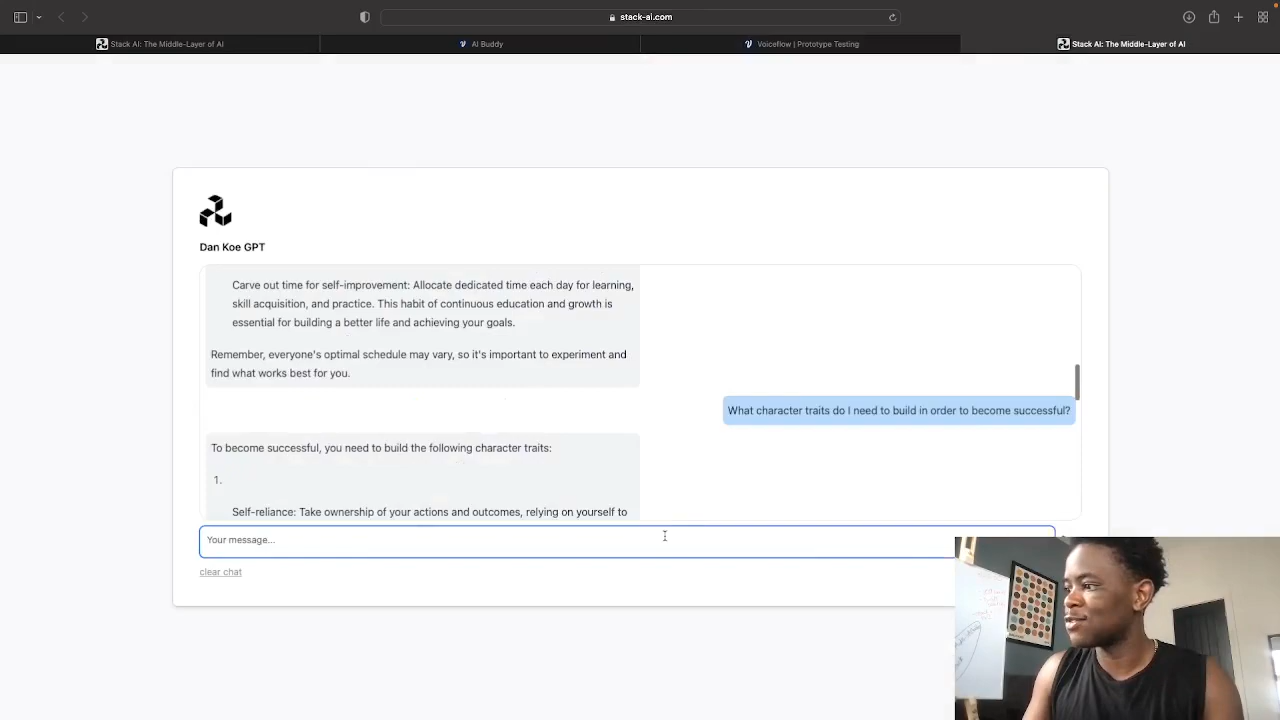 stack-ai.com
Stack AI: The Middle-Layer of AI
AI Buddy
Voiceflow | Prototype Testing
Stack AI: The Middle-Layer of AI
Dan Koe GPT
Carve out time for self-improvement: Allocate dedicated time each day for learning,
skill acquisition, and practice. This habit of continuous education and growth is
essential for building a better life and achieving your goals.
Remember, everyone's optimal schedule may vary, so it's important to experiment and
find what works best for you.
What character traits do I need to build in order to become successful?
To become successful, you need to build the following character traits:
1.
Self-reliance: Take ownership of your actions and outcomes, relying on yourself to
Your message...
clear chat